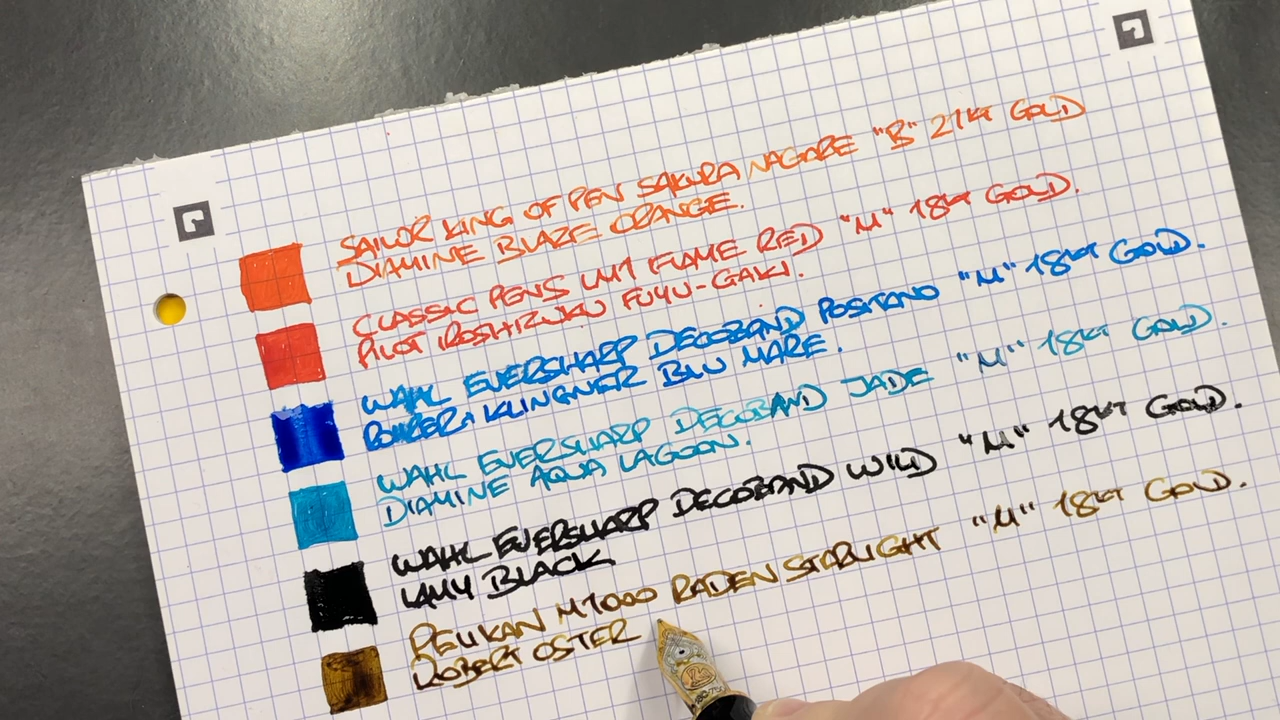 SAILOR KING OF PEN SAKURA NAGARE "B" 21KT GOLD
DIAMINE BLAZE ORANGE.
CLASSIC PENS LM1 FLAME RED "M" 18KT GOLD.
PILOT IROSHIZUKU FUYU-GAKI.
WAHL EVERSHARP DECOBAND POSITANO "M" 18KT GOLD.
ROHRER+KLINGNER BLU MARE.
WAHL EVERSHARP DECOBAND JADE "M" 18KT GOLD.
DIAMINE AQUA LAGOON.
WAHL EVERSHARP DECOBAND WILD "M" 18KT GOLD.
LAMY BLACK
PELIKAN M1000 RADEN STARLIGHT "M" 18KT GOLD.
ROBERT OSTER